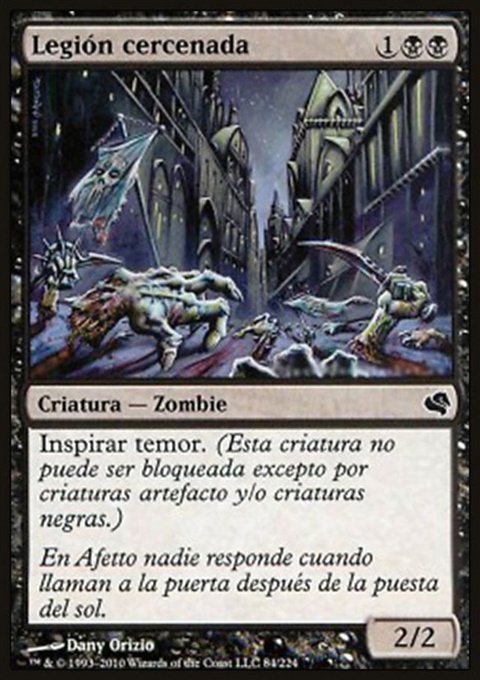 Legión cercenada 1
Criatura — Zombie
Inspirar temor. (Esta criatura no
puede ser bloqueada excepto por
criaturas artefacto y/o criaturas
negras.)
En Afetto nadie responde cuando
llaman a la puerta después de la puesta
del sol.
Dany Orizio
2/2
™ & © 1993–2010 Wizards of the Coast LLC 84/224